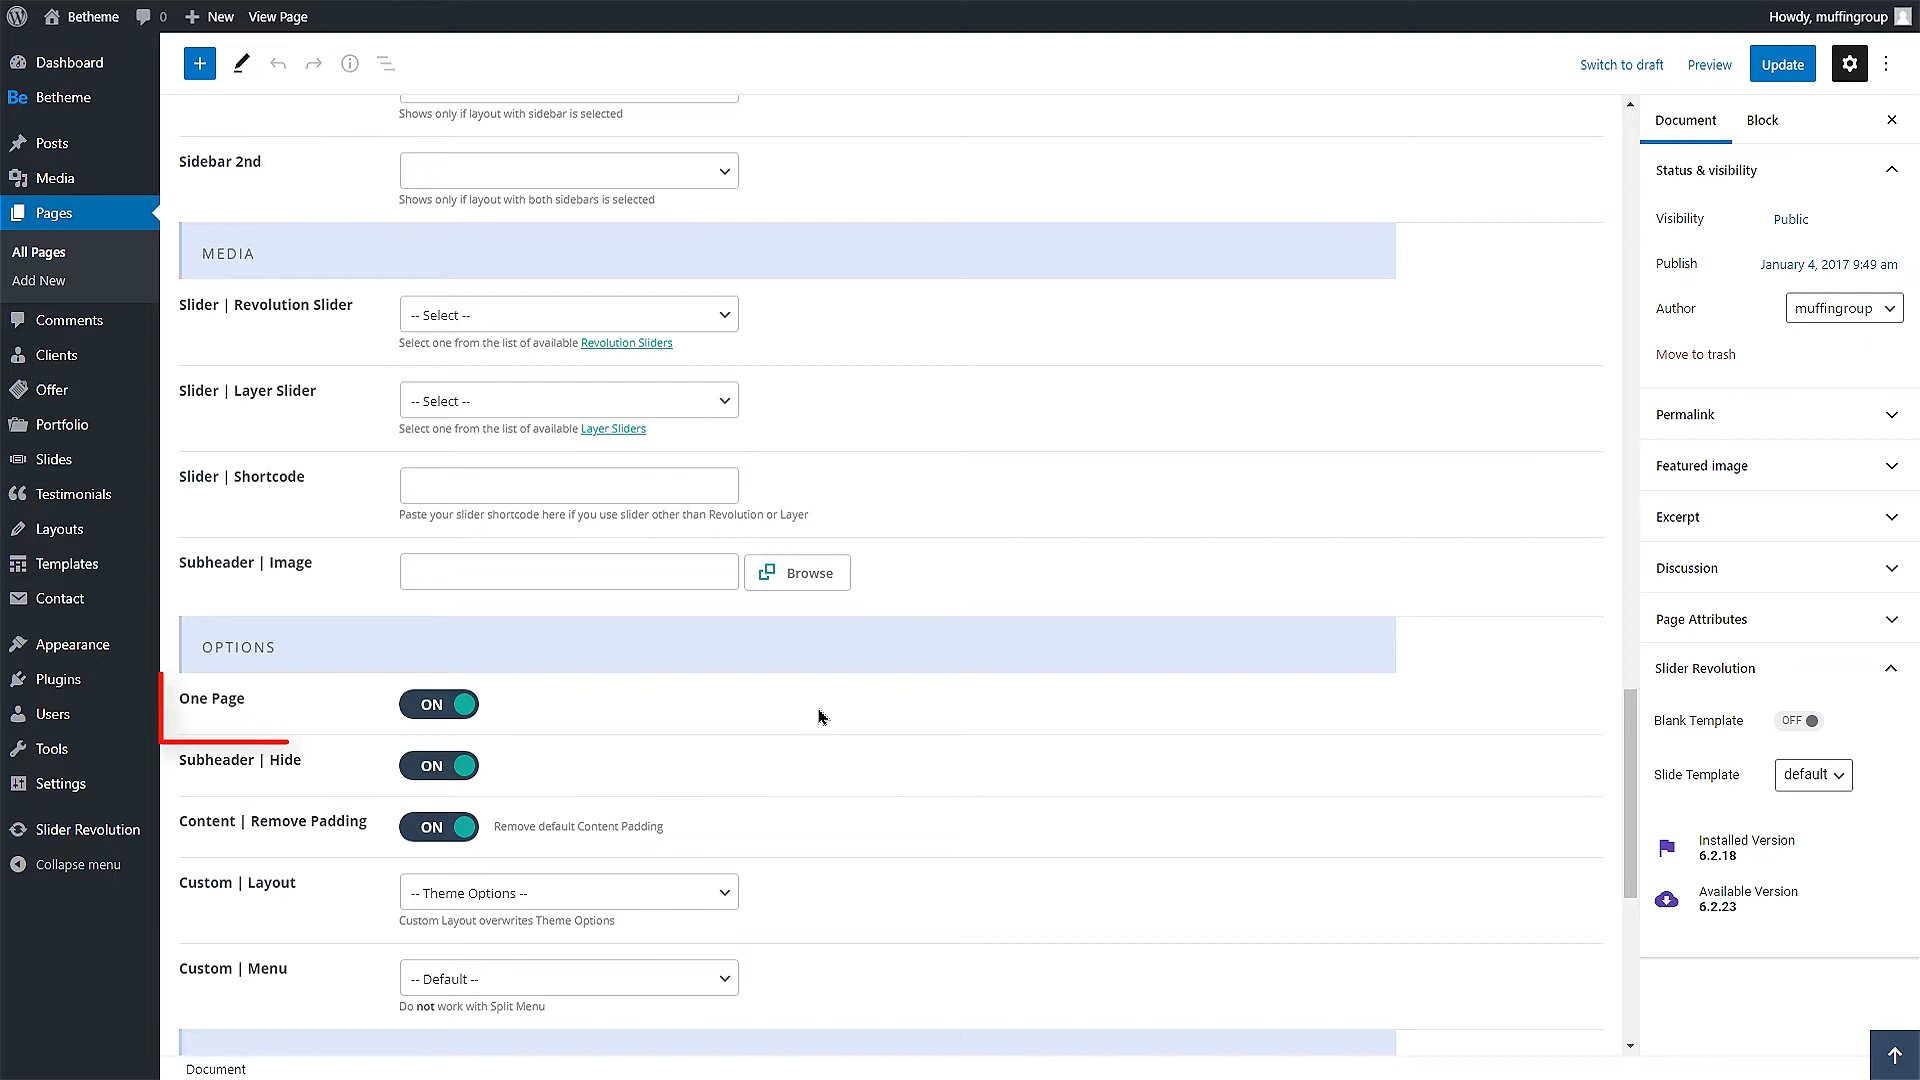 Betheme
0
New
View Page
Howdy, muffingroup
Dashboard
Be Betheme
Posts
Media
Pages
All Pages
Add New
Comments
Clients
Offer
Portfolio
Slides
Testimonials
Layouts
Templates
Contact
Appearance
Plugins
Users
Tools
Settings
Slider Revolution
Collapse menu
Switch to draft
Preview
Update
Shows only if layout with sidebar is selected
Sidebar 2nd
Shows only if layout with both sidebars is selected
MEDIA
Slider | Revolution Slider
-- Select --
Select one from the list of available Revolution Sliders
Slider | Layer Slider
-- Select --
Select one from the list of available Layer Sliders
Slider | Shortcode
Paste your slider shortcode here if you use slider other than Revolution or Layer
Subheader | Image
Browse
OPTIONS
One Page
ON
Subheader | Hide
ON
Content | Remove Padding
ON
Remove default Content Padding
Custom | Layout
-- Theme Options --
Custom Layout overwrites Theme Options
Custom | Menu
-- Default --
Do not work with Split Menu
Document
Document
Block
Status & visibility
Visibility
Public
Publish
January 4, 2017 9:49 am
Author
muffingroup
Move to trash
Permalink
Featured image
Excerpt
Discussion
Page Attributes
Slider Revolution
Blank Template
OFF
Slide Template
default
Installed Version
6.2.18
Available Version
6.2.23